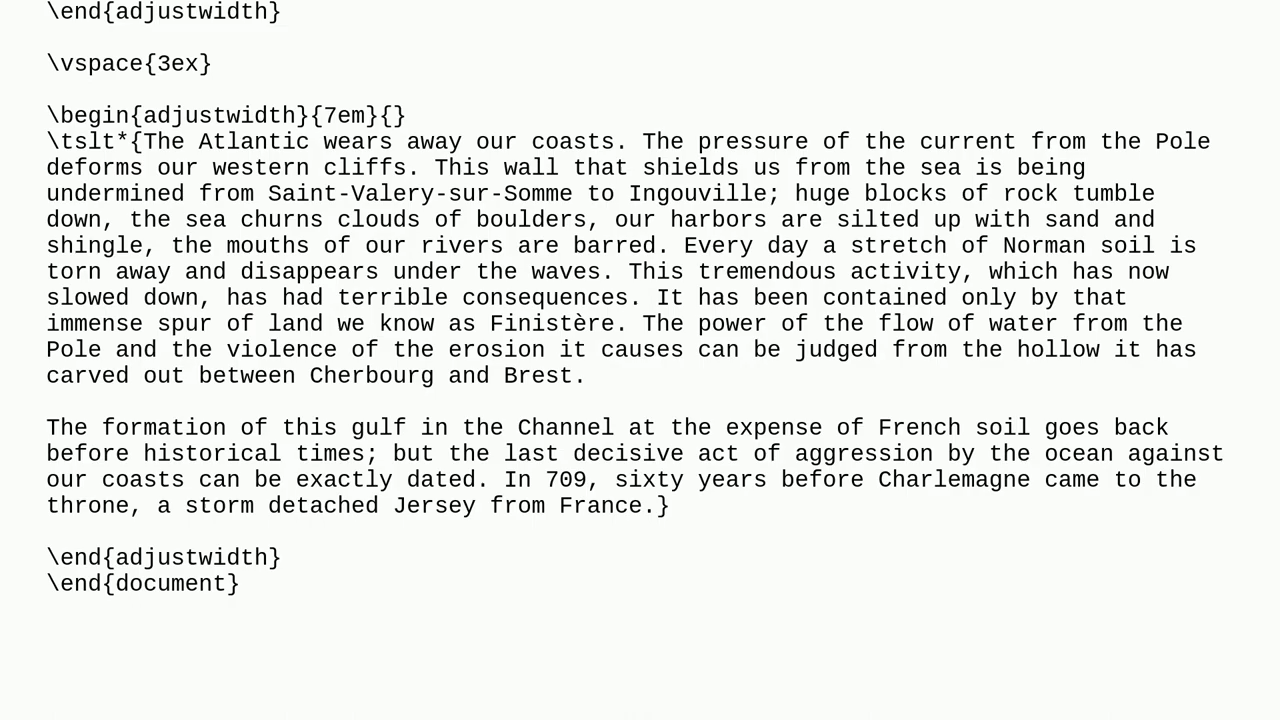 \end{adjustwidth}
\vspace{3ex}
\begin{adjustwidth}{7em}{}
\tslt*{The Atlantic wears away our coasts. The pressure of the current from the Pole
deforms our western cliffs. This wall that shields us from the sea is being
undermined from Saint-Valery-sur-Somme to Ingouville; huge blocks of rock tumble
down, the sea churns clouds of boulders, our harbors are silted up with sand and
shingle, the mouths of our rivers are barred. Every day a stretch of Norman soil is
torn away and disappears under the waves. This tremendous activity, which has now
slowed down, has had terrible consequences. It has been contained only by that
immense spur of land we know as Finistère. The power of the flow of water from the
Pole and the violence of the erosion it causes can be judged from the hollow it has
carved out between Cherbourg and Brest.
The formation of this gulf in the Channel at the expense of French soil goes back
before historical times; but the last decisive act of aggression by the ocean against
our coasts can be exactly dated. In 709, sixty years before Charlemagne came to the
throne, a storm detached Jersey from France.}
\end{adjustwidth}
\end{document}